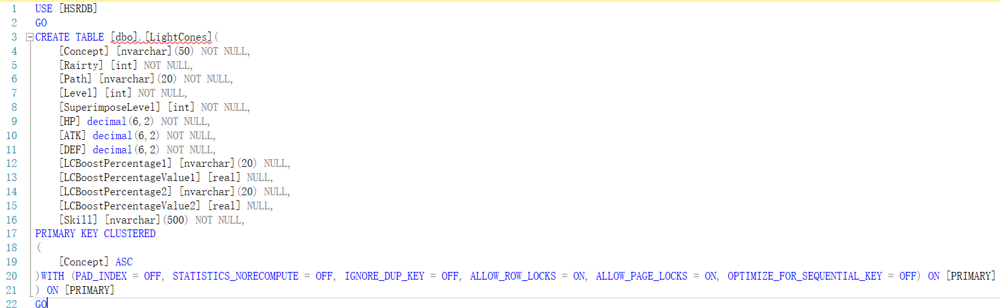 1 USE [HSRDB]
2 GO
3 CREATE TABLE [dbo].[LightCones](
4 [Concept] [nvarchar](50) NOT NULL,
5 [Rairty] [int] NOT NULL,
6 [Path] [nvarchar](20) NOT NULL,
7 [Level] [int] NOT NULL,
8 [SuperimposeLevel] [int] NOT NULL,
9 [HP] decimal(6,2) NOT NULL,
10 [ATK] decimal(6,2) NOT NULL,
11 [DEF] decimal(6,2) NOT NULL,
12 [LCBoostPercentage1] [nvarchar](20) NULL,
13 [LCBoostPercentageValue1] [real] NULL,
14 [LCBoostPercentage2] [nvarchar](20) NULL,
15 [LCBoostPercentageValue2] [real] NULL,
16 [Skill] [nvarchar](500) NOT NULL,
17 PRIMARY KEY CLUSTERED
18 (
19 [Concept] ASC
20 )WITH (PAD_INDEX = OFF, STATISTICS_NORECOMPUTE = OFF, IGNORE_DUP_KEY = OFF, ALLOW_ROW_LOCKS = ON, ALLOW_PAGE_LOCKS = ON, OPTIMIZE_FOR_SEQUENTIAL_KEY = OFF) ON [PRIMARY]
21 ) ON [PRIMARY]
22 GO